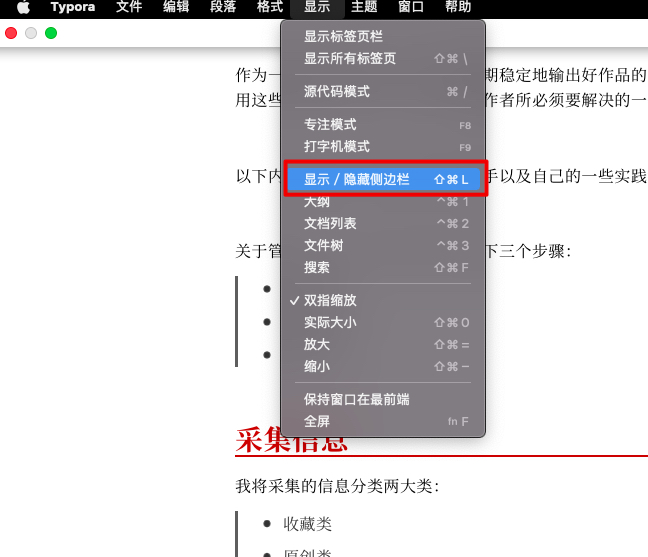 Typora 文件 编辑 段落 格式 显示 主题 窗口 帮助
显示标签页栏
显示所有标签页 ⇧⌘\
源代码模式 ⌘/
专注模式 F8
打字机模式 F9
显示 / 隐藏侧边栏 ⇧⌘L
大纲 ^⌘1
文档列表 ^⌘2
文件树 ^⌘3
搜索 ⇧⌘F
✓ 双指缩放
实际大小 ⇧⌘0
放大 ⇧⌘=
缩小 ⇧⌘−
保持窗口在最前端
全屏 fn F
作为一 期稳定地输出好作品的
用这些 作者所必须要解决的一
以下内 手以及自己的一些实践
关于管 下三个步骤：
采集信息
我将采集的信息分类两大类：
收藏类
原创类